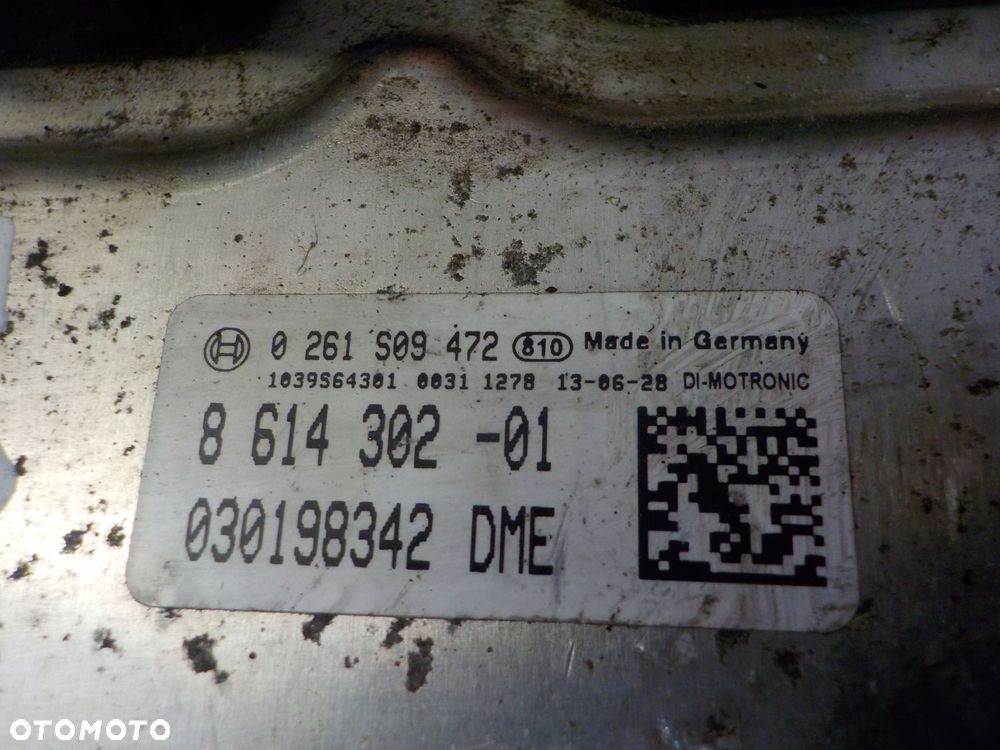 0 261 S09 472 810 Made in Germany
1039S64301 0031 1278 13-06-28 DI-MOTRONIC
8 614 302 -01
030198342 DME
OTOMOTO